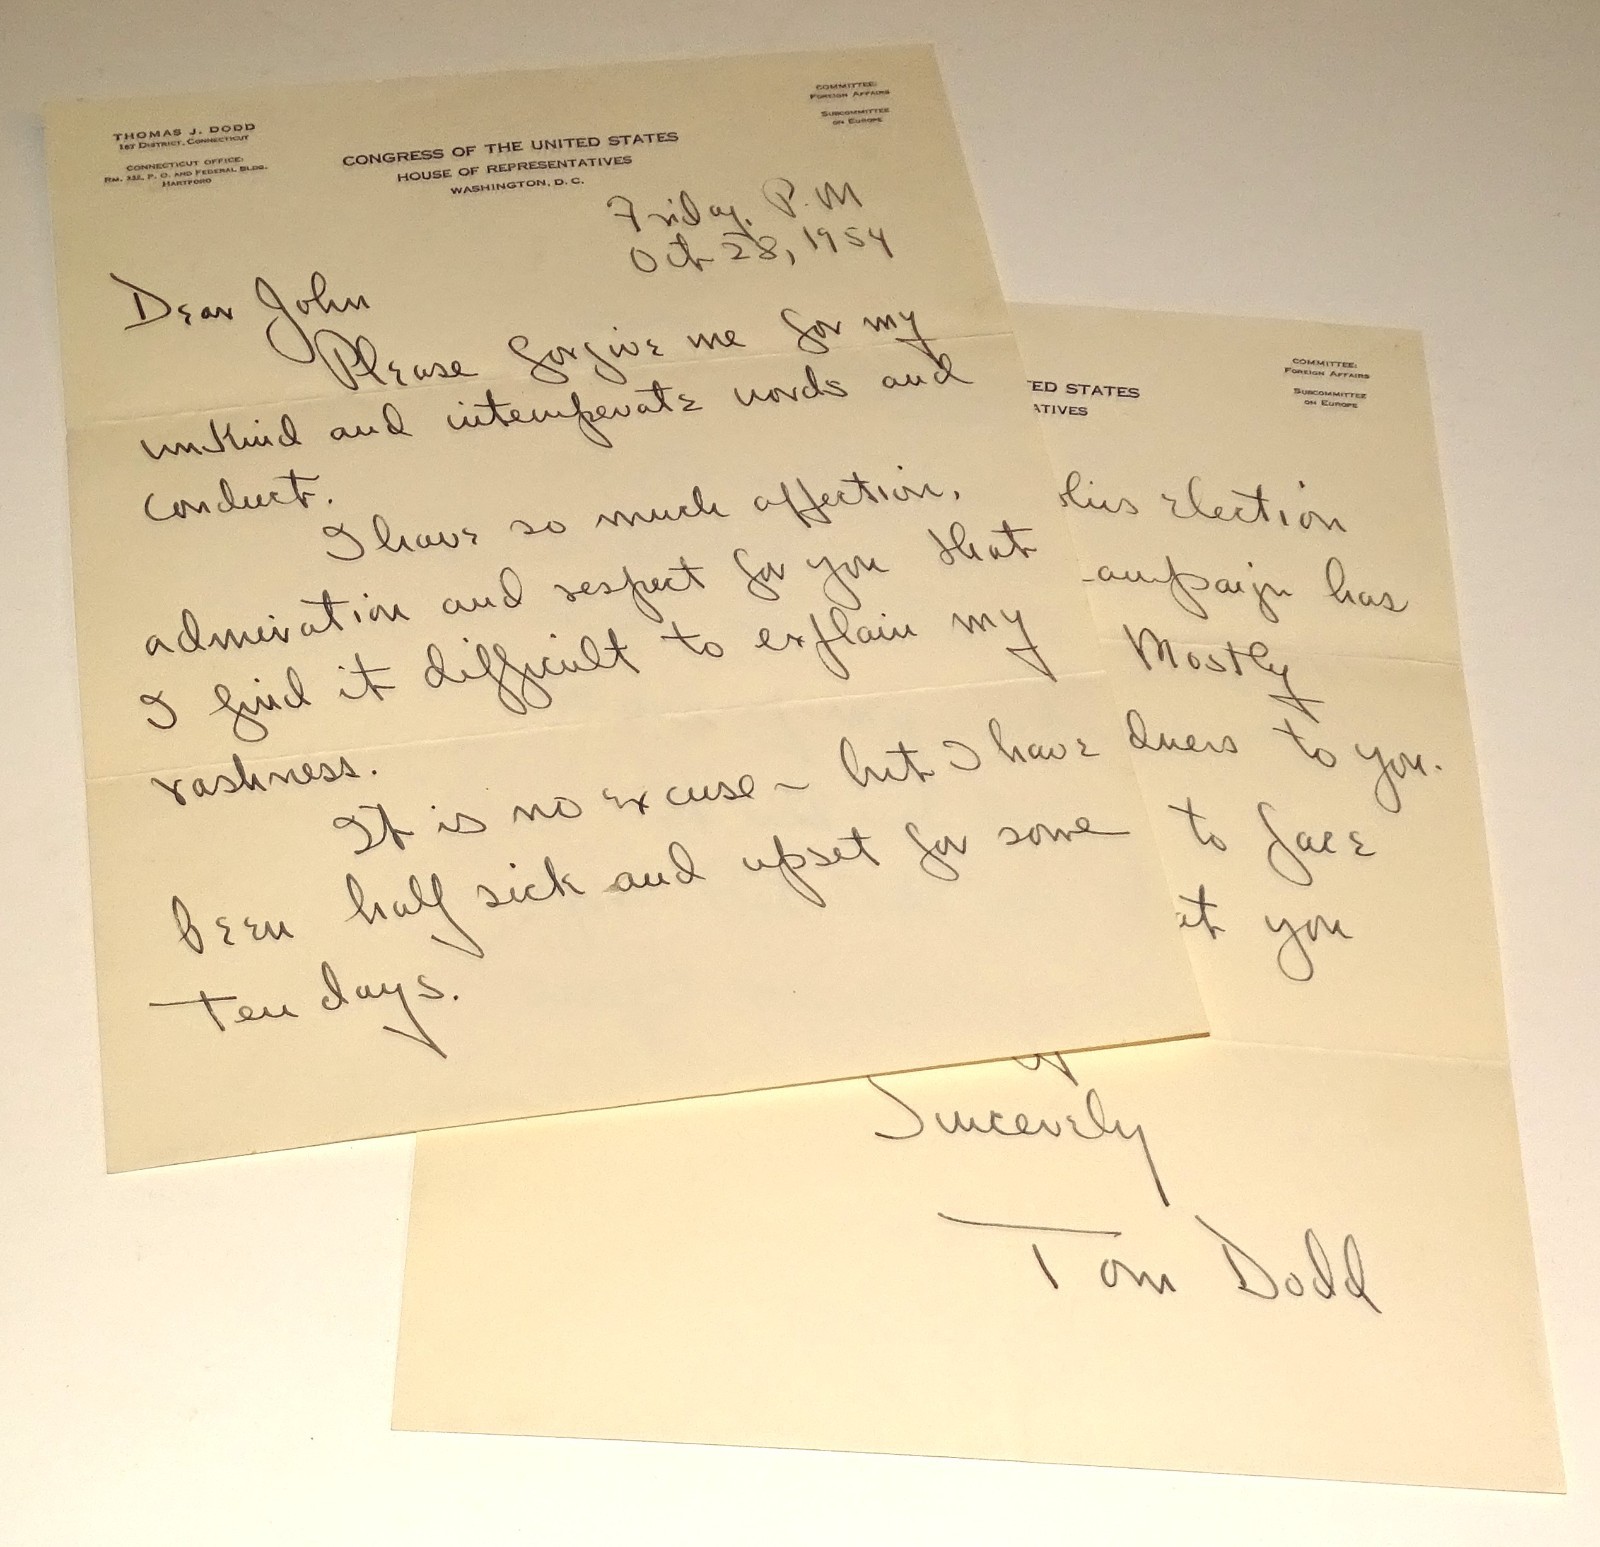 THOMAS J. DODD
1ST DISTRICT, CONNECTICUT
CONNECTICUT OFFICE:
RM. 332, P. O. AND FEDERAL BLDG.
HARTFORD
CONGRESS OF THE UNITED STATES
HOUSE OF REPRESENTATIVES
WASHINGTON, D. C.
COMMITTEE:
FOREIGN AFFAIRS
SUBCOMMITTEE
ON EUROPE
Friday. P. M
Oct 28, 1954
Dear John
Please forgive me for my
unkind and intemperate words and
conduct.
I have so much affection,
admiration and respect for you that
I find it difficult to explain my
rashness.
It is no excuse – but I have
been half sick and upset for some
ten days.
ED STATES
ATIVES
COMMITTEE:
FOREIGN AFFAIRS
SUBCOMMITTEE
ON EUROPE
this election
ampaign has
Mostly
to you.
to face
at you
Sincerely
Tom Dodd